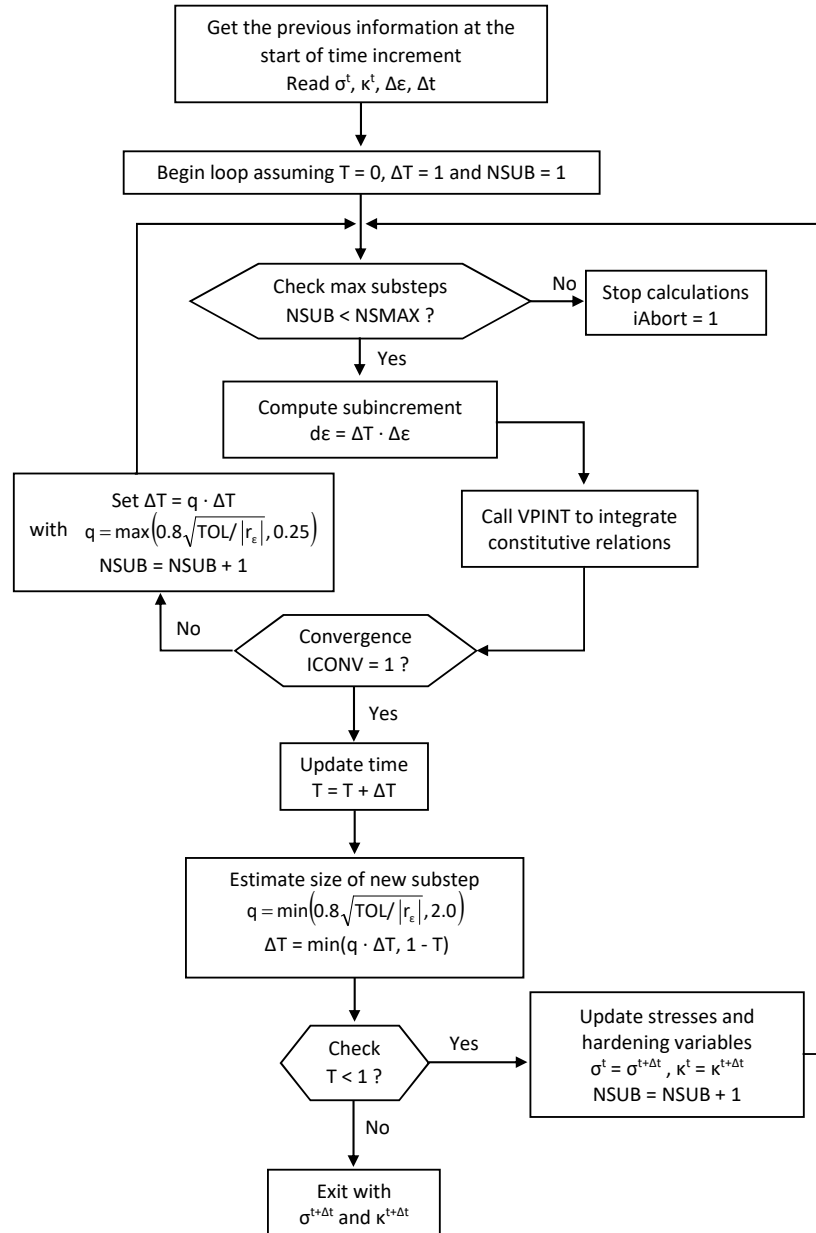 Get the previous information at the
start of time increment
Read σᵗ, κᵗ, Δε, Δt
Begin loop assuming T = 0, ΔT = 1 and NSUB = 1
Check max substeps
NSUB < NSMAX ?
No
Stop calculations
iAbort = 1
Yes
Compute subincrement
dε = ΔT · Δε
Set ΔT = q · ΔT
with q = max(0.8√(TOL/|r_ε|), 0.25)
NSUB = NSUB + 1
Call VPINT to integrate
constitutive relations
No
Convergence
ICONV = 1 ?
Yes
Update time
T = T + ΔT
Estimate size of new substep
q = min(0.8√(TOL/|r_ε|), 2.0)
ΔT = min(q · ΔT, 1 - T)
Check
T < 1 ?
Yes
Update stresses and
hardening variables
σᵗ = σᵗ⁺ᐃᵗ , κᵗ = κᵗ⁺ᐃᵗ
NSUB = NSUB + 1
No
Exit with
σᵗ⁺ᐃᵗ and κᵗ⁺ᐃᵗ